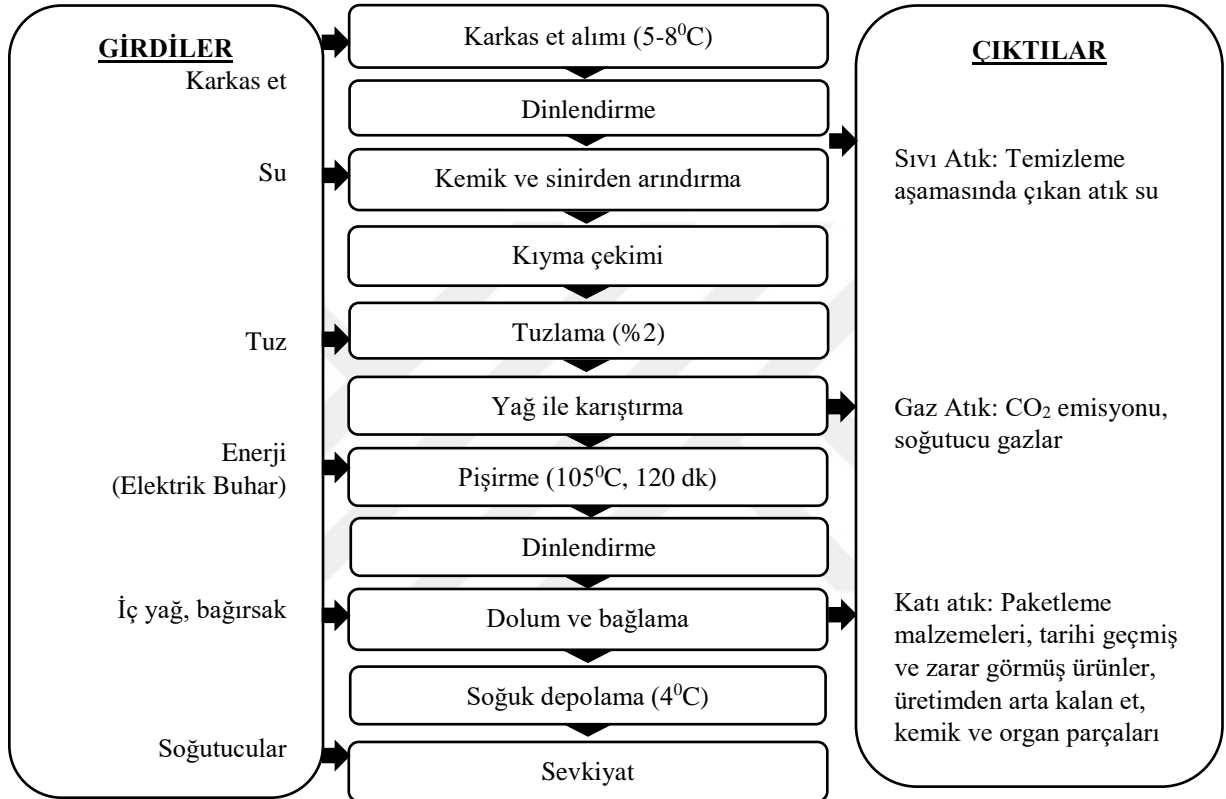 GİRDİLER
Karkas et
Su
Tuz
Enerji
(Elektrik Buhar)
İç yağ, bağırsak
Soğutucular
Karkas et alımı (5-8⁰C)
Dinlendirme
Kemik ve sinirden arındırma
Kıyma çekimi
Tuzlama (%2)
Yağ ile karıştırma
Pişirme (105⁰C, 120 dk)
Dinlendirme
Dolum ve bağlama
Soğuk depolama (4⁰C)
Sevkiyat
ÇIKTILAR
Sıvı Atık: Temizleme
aşamasında çıkan atık su
Gaz Atık: CO₂ emisyonu,
soğutucu gazlar
Katı atık: Paketleme
malzemeleri, tarihi geçmiş
ve zarar görmüş ürünler,
üretimden arta kalan et,
kemik ve organ parçaları